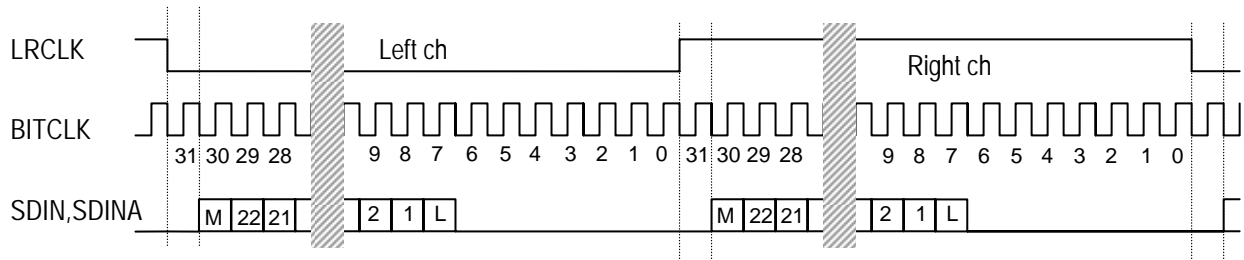 LRCLK Left ch Right ch
BITCLK
31 30 29 28 9 8 7 6 5 4 3 2 1 0 31 30 29 28 9 8 7 6 5 4 3 2 1 0
SDIN,SDINA M 22 21 2 1 L M 22 21 2 1 L